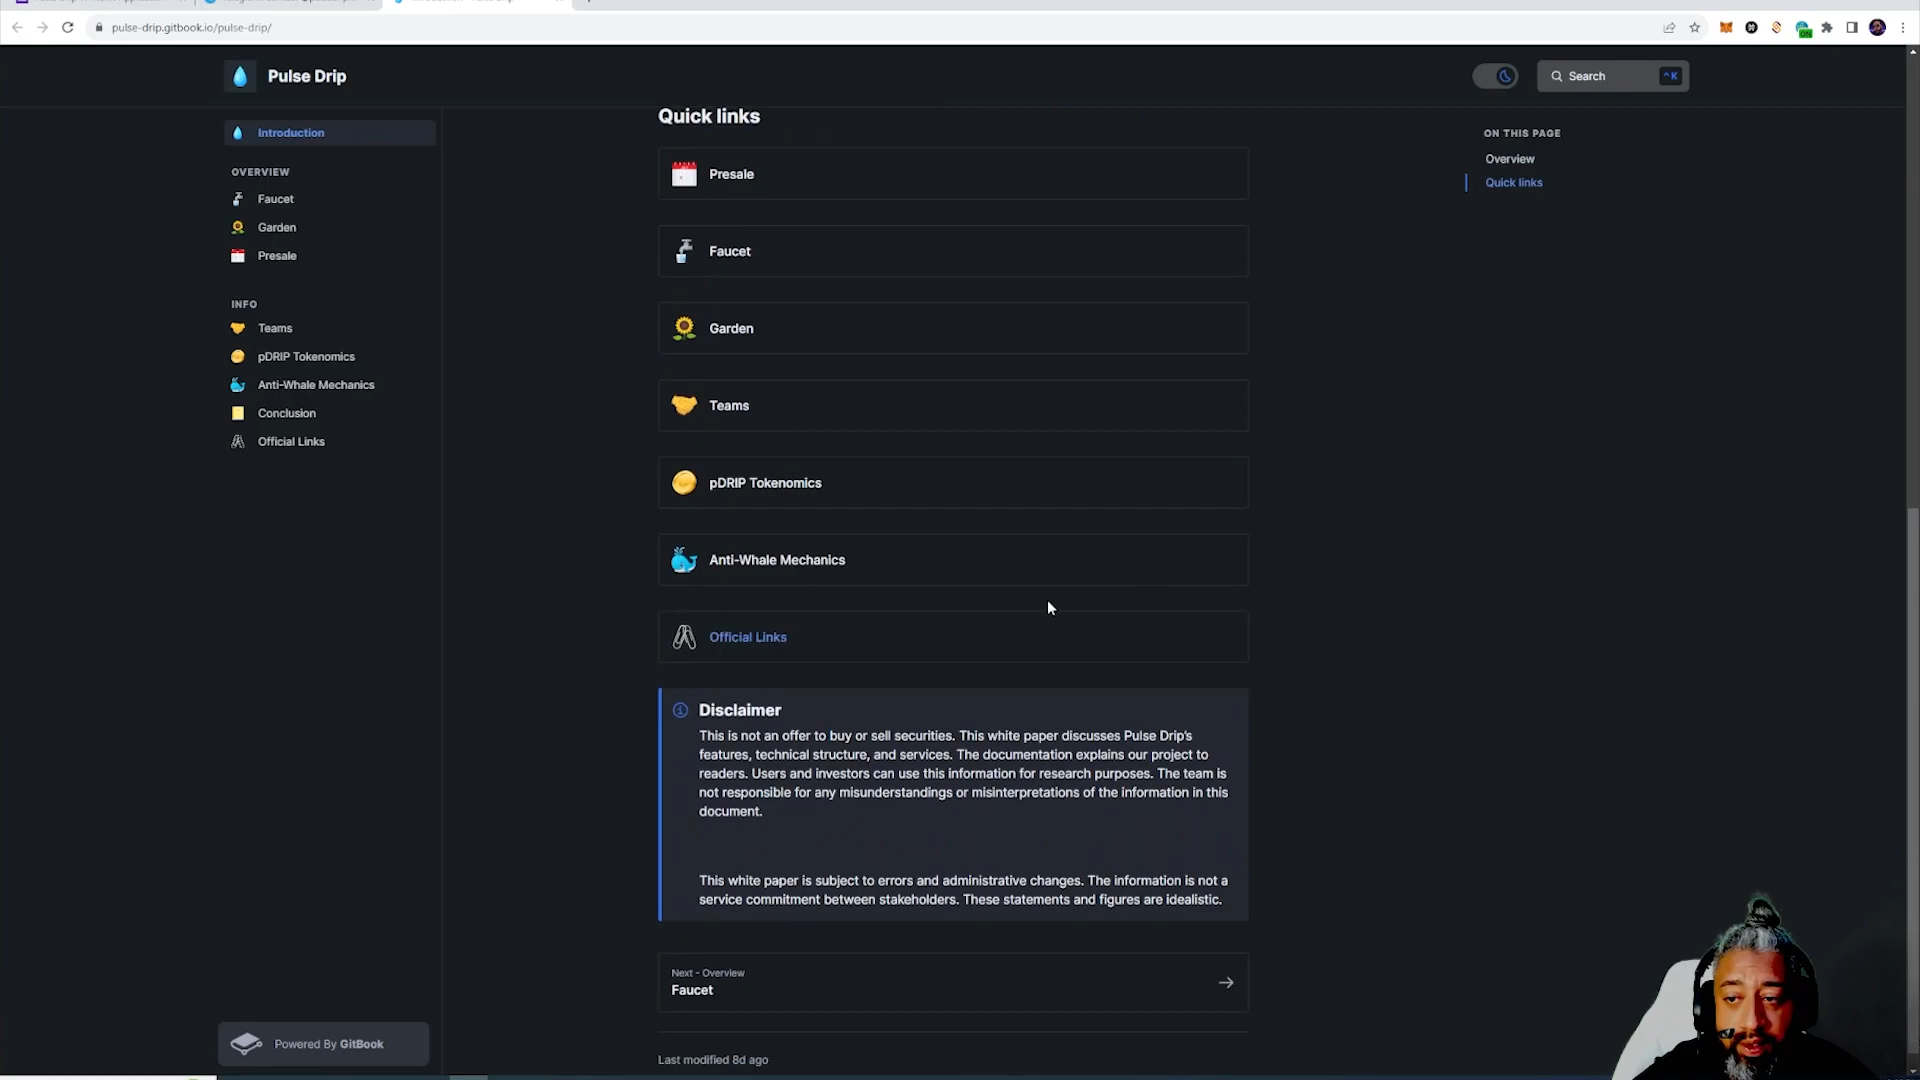 pulse-drip.gitbook.io/pulse-drip/
ON
Pulse Drip
Search
^K
Introduction
OVERVIEW
Faucet
Garden
Presale
INFO
Teams
pDRIP Tokenomics
Anti-Whale Mechanics
Conclusion
Official Links
Powered By GitBook
Quick links
Presale
Faucet
Garden
Teams
pDRIP Tokenomics
Anti-Whale Mechanics
Official Links
Disclaimer
This is not an offer to buy or sell securities. This white paper discusses Pulse Drip's
features, technical structure, and services. The documentation explains our project to
readers. Users and investors can use this information for research purposes. The team is
not responsible for any misunderstandings or misinterpretations of the information in this
document.
This white paper is subject to errors and administrative changes. The information is not a
service commitment between stakeholders. These statements and figures are idealistic.
Next - Overview
Faucet
Last modified 8d ago
ON THIS PAGE
Overview
Quick links